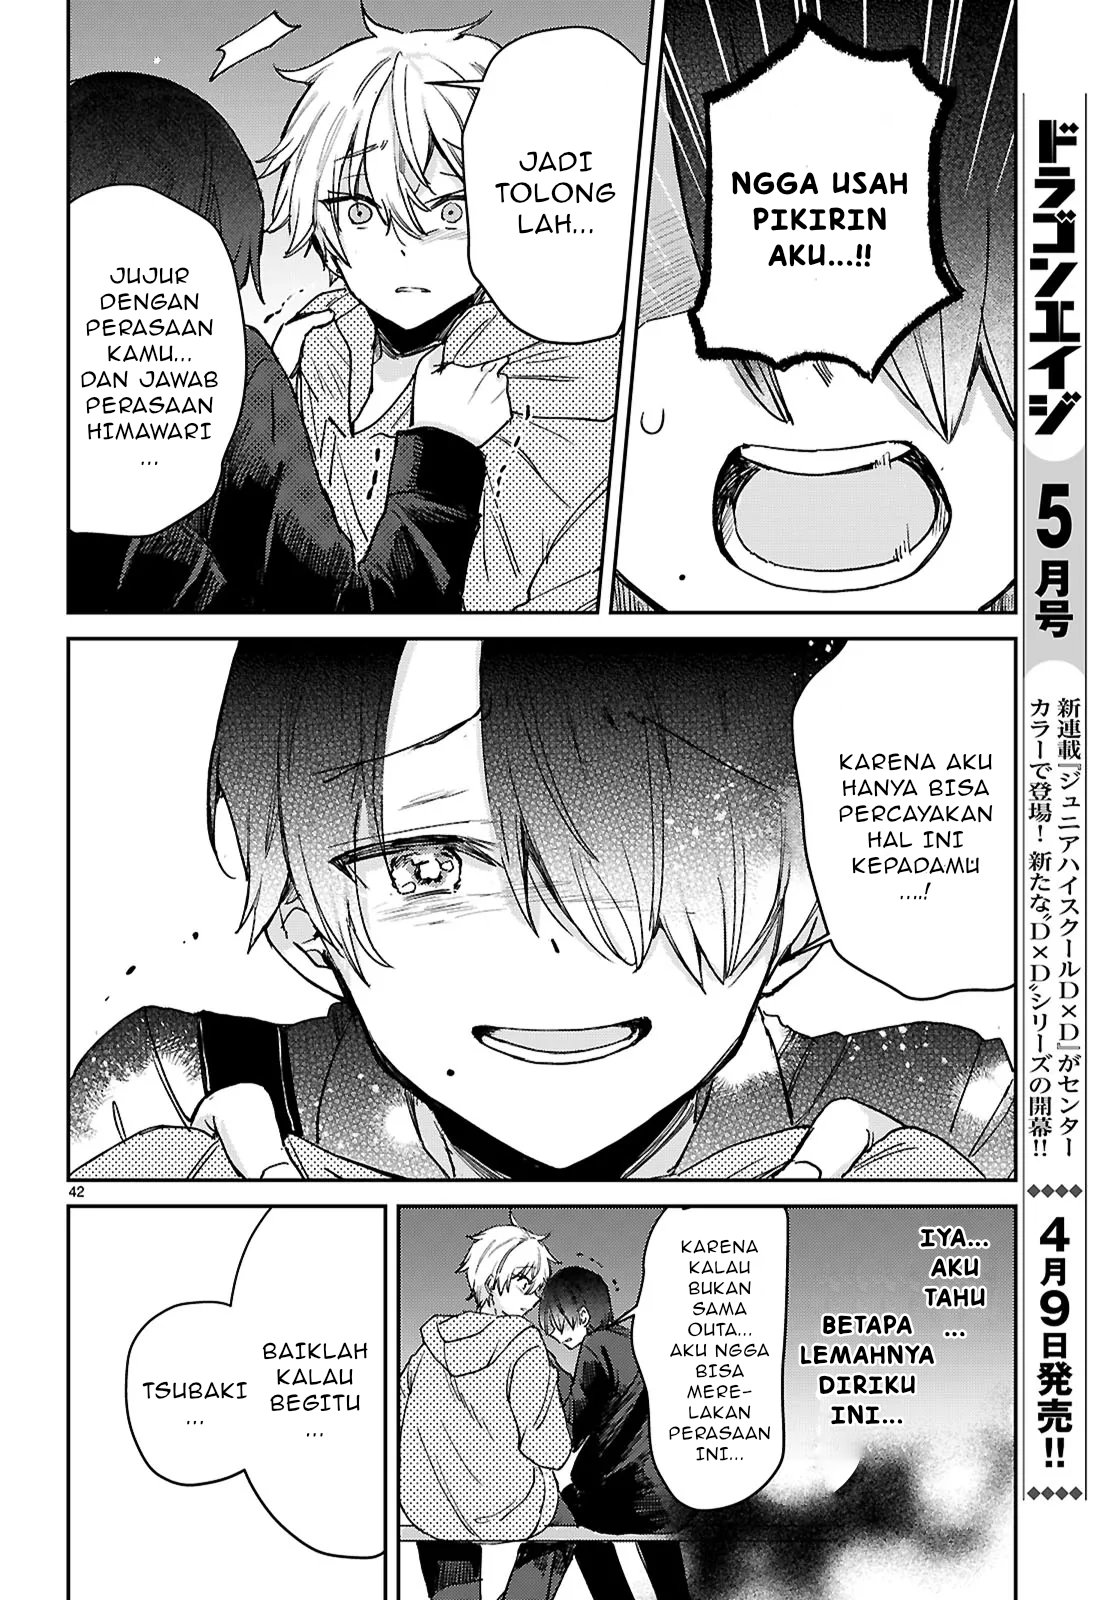 NGGA USAH
PIKIRIN
AKU...!!
JADI
TOLONG
LAH...
JUJUR
DENGAN
PERASAAN
KAMU...
DAN JAWAB
PERASAAN
HIMAWARI
...
KARENA AKU
HANYA BISA
PERCAYAKAN
HAL INI
KEPADAMU
....!
42
IYA...
AKU
TAHU
...
BETAPA
LEMAHNYA
DIRIKU
INI...
KARENA
KALAU
BUKAN
SAMA
OUTA...
AKU NGGA
BISA
MERE-
LAKAN
PERASAAN
INI...
BAIKLAH
KALAU
BEGITU
...
TSUBAKI
...
ドラゴンエイジ
5月号
新連載『ジュニアハイスクールD×D』がセンター
カラーで登場! 新たな"D×D"シリーズの開幕!!
4月9日発売!!